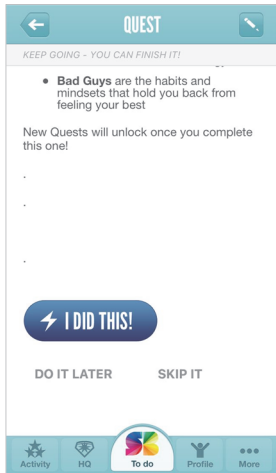 QUEST
KEEP GOING - YOU CAN FINISH IT!
• Bad Guys are the habits and
mindsets that hold you back from
feeling your best
New Quests will unlock once you complete
this one!
.
.
.
I DID THIS!
DO IT LATER SKIP IT
Activity HQ To do Profile More